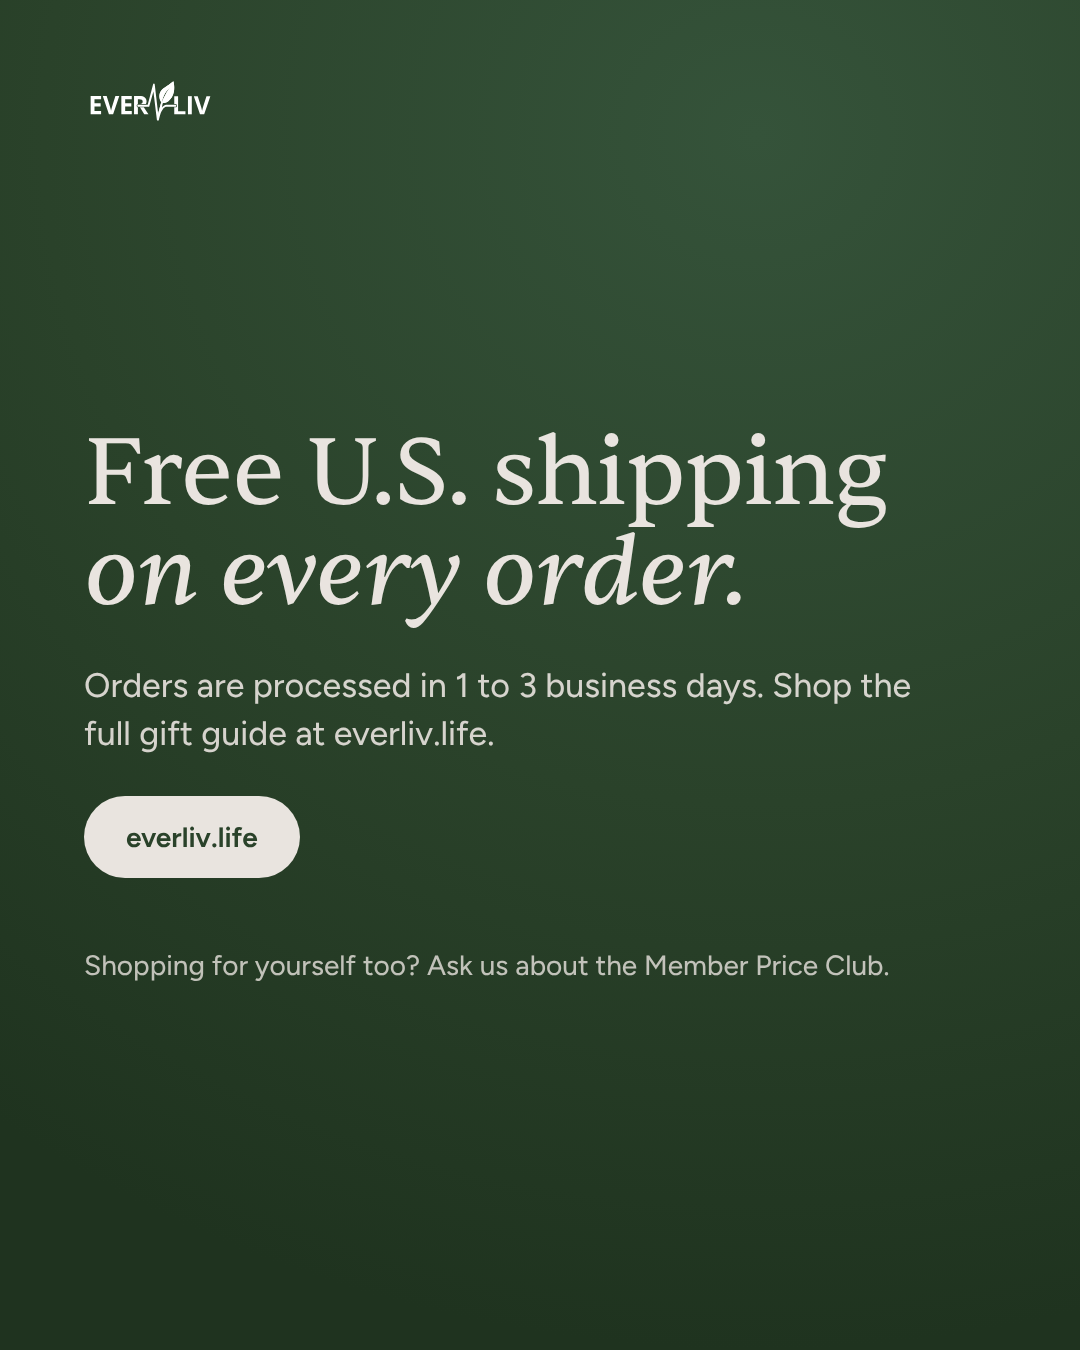 EVERLIV
Free U.S. shipping
on every order.
Orders are processed in 1 to 3 business days. Shop the
full gift guide at everliv.life.
everliv.life
Shopping for yourself too? Ask us about the Member Price Club.